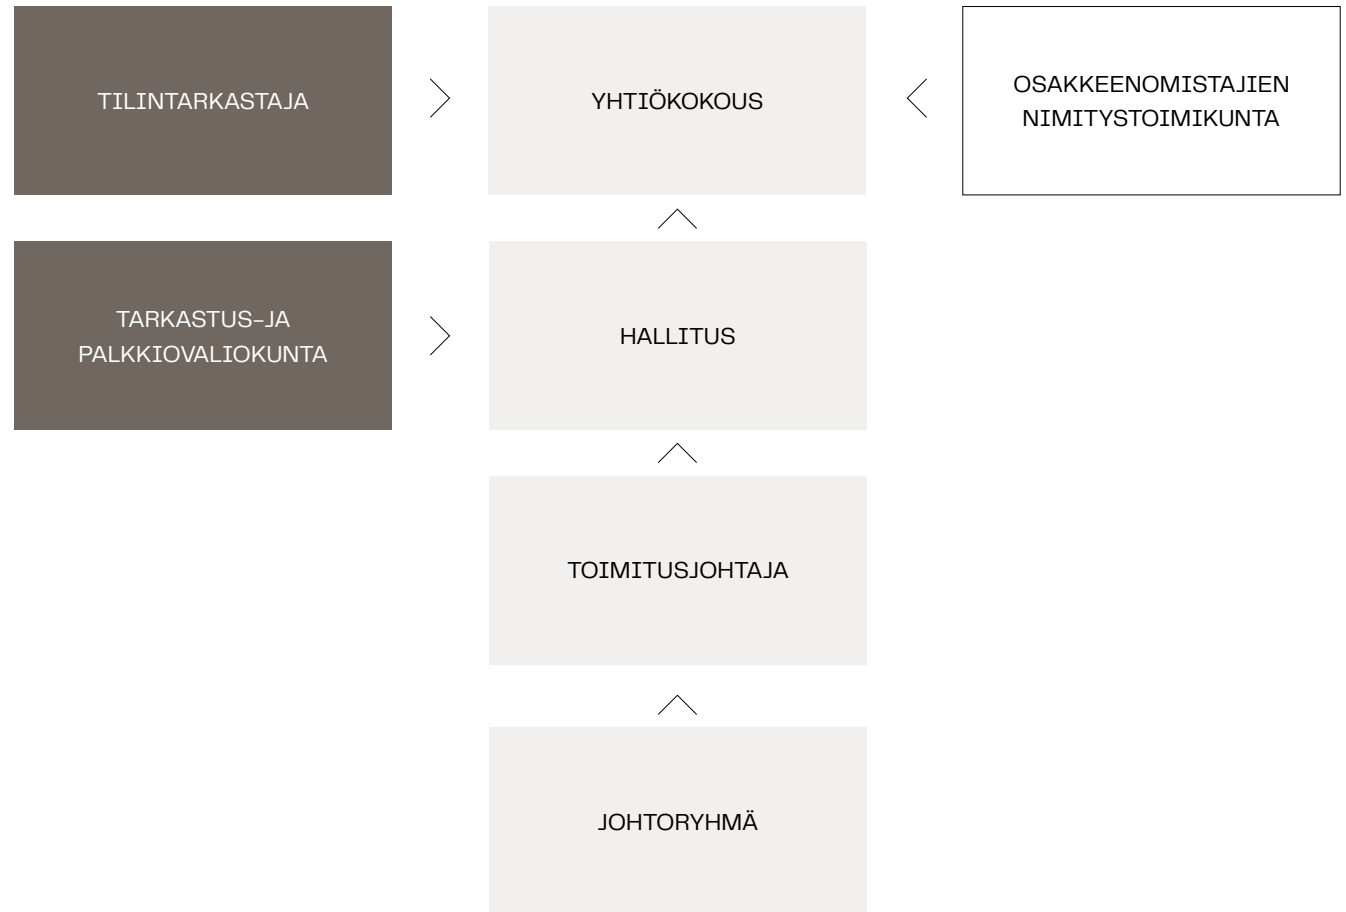 TILINTARKASTAJA
YHTIÖKOKOUS
OSAKKEENOMISTAJIEN
NIMITYSTOIMIKUNTA
TARKASTUS-JA
PALKKIOVALIOKUNTA
HALLITUS
TOIMITUSJOHTAJA
JOHTORYHMÄ